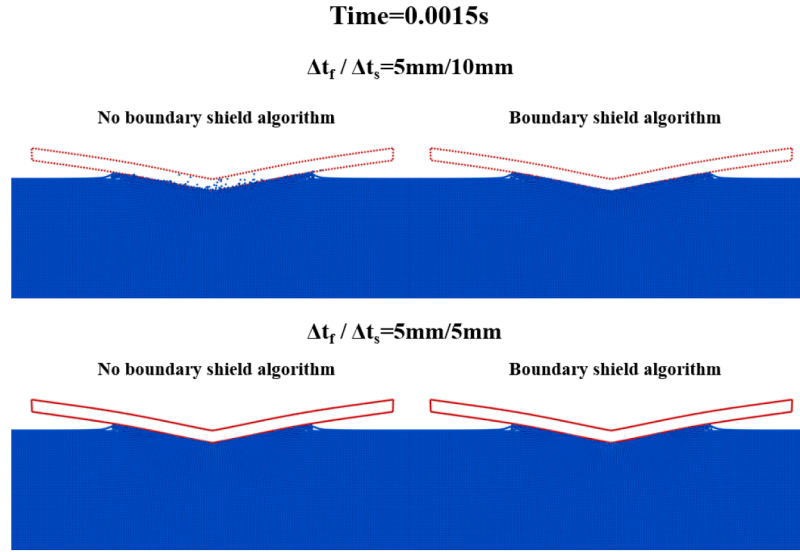 Time=0.0015s
Δtf / Δts=5mm/10mm
No boundary shield algorithm
Boundary shield algorithm
Δtf / Δts=5mm/5mm
No boundary shield algorithm
Boundary shield algorithm